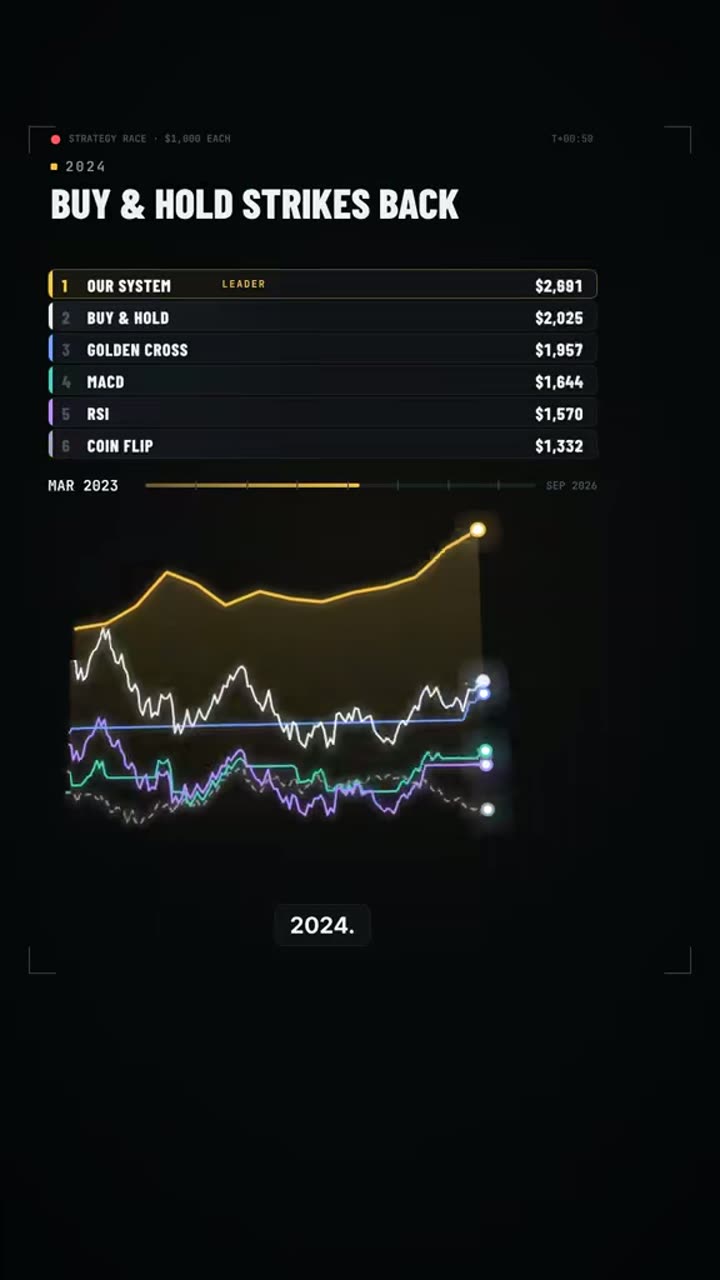 STRATEGY RACE · $1,000 EACH
T+00:50
2024
BUY & HOLD STRIKES BACK
1 OUR SYSTEM LEADER $2,691
2 BUY & HOLD $2,025
3 GOLDEN CROSS $1,957
4 MACD $1,644
5 RSI $1,570
6 COIN FLIP $1,332
MAR 2023
SEP 2026
2024.